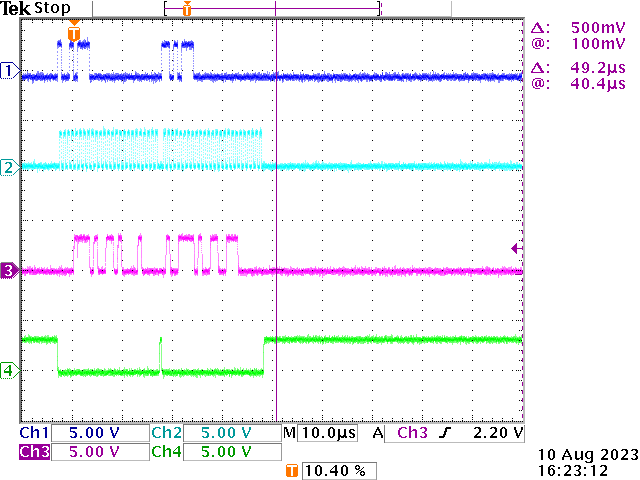 Tek Stop
T
T
Δ: 500mV
@: 100mV
Δ: 49.2µs
@: 40.4µs
1
2
3
4
Ch1 5.00 V Ch2 5.00 V M 10.0µs A Ch3 ∫ 2.20 V
Ch3 5.00 V Ch4 5.00 V
T 10.40 %
10 Aug 2023
16:23:12